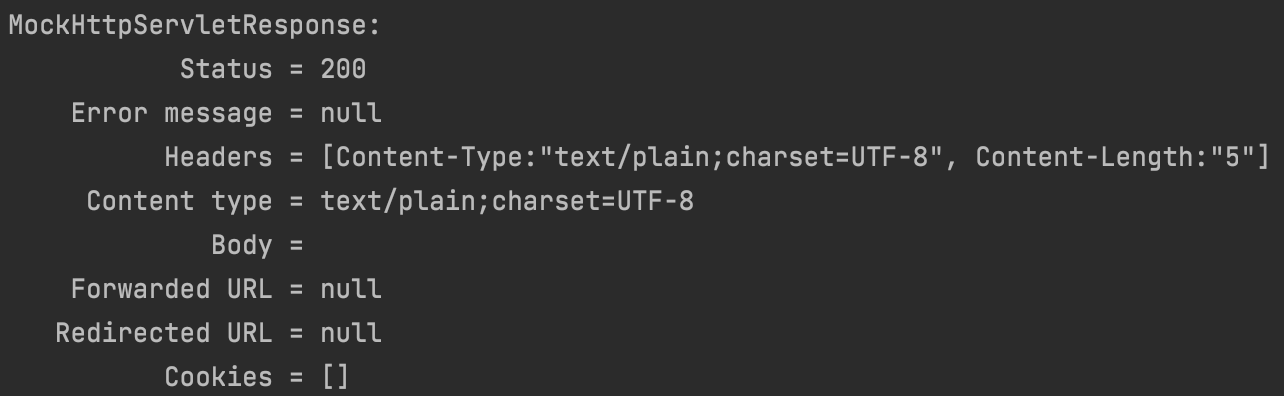 MockHttpServletResponse:
Status = 200
Error message = null
Headers = [Content-Type:"text/plain;charset=UTF-8", Content-Length:"5"]
Content type = text/plain;charset=UTF-8
Body =
Forwarded URL = null
Redirected URL = null
Cookies = []